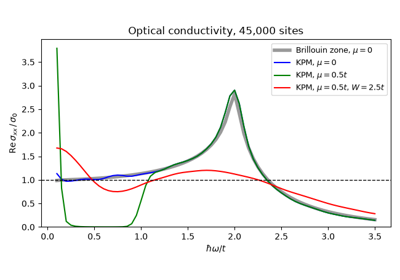 Optical conductivity, 45,000 sites
Re σxx/σ0
3.5
3.0
2.5
2.0
1.5
1.0
0.5
0.0
Brillouin zone, μ = 0
KPM, μ = 0
KPM, μ = 0.5t
KPM, μ = 0.5t, W = 2.5t
0.0 0.5 1.0 1.5 2.0 2.5 3.0 3.5
ħω/t